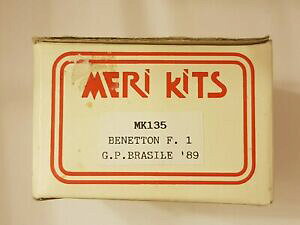 MERI KITS
MK135
BENETTON F. 1
G.P.BRASILE '89